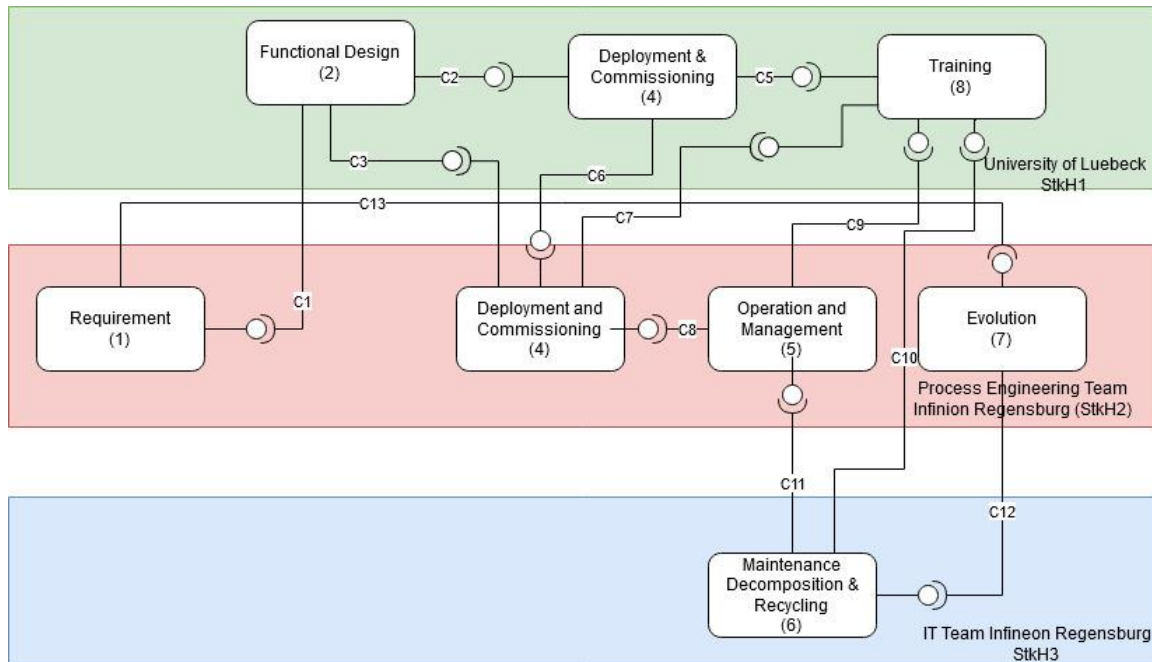 Functional Design
(2)
C2
Deployment &
Commissioning
(4)
C5
Training
(8)
C3
C6
C7
University of Luebeck
StkH1
C13
C9
Requirement
(1)
C1
Deployment and
Commissioning
(4)
C8
Operation and
Management
(5)
Evolution
(7)
C10
Process Engineering Team
Infinion Regensburg (StkH2)
C11
C12
Maintenance
Decomposition &
Recycling
(6)
IT Team Infineon Regensburg
StkH3